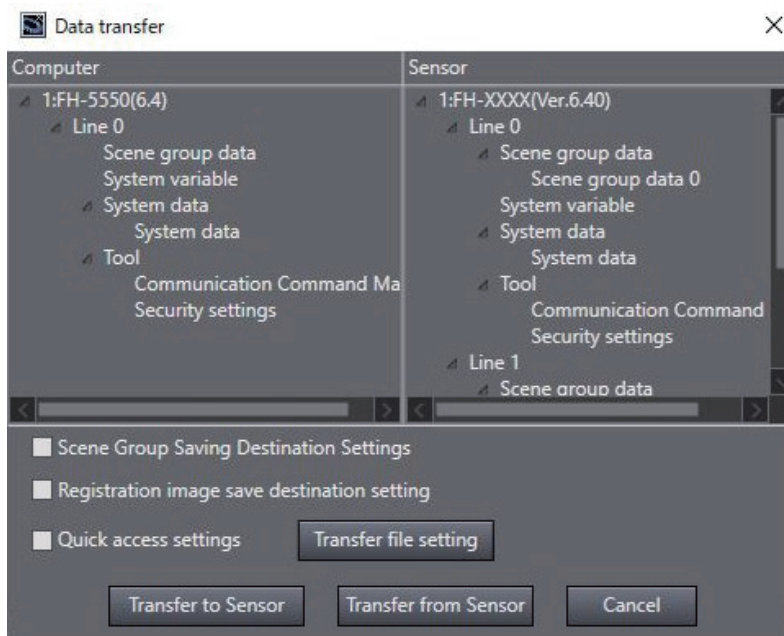 Data transfer
Computer
1:FH-5550(6.4)
Line 0
Scene group data
System variable
System data
System data
Tool
Communication Command Ma
Security settings
Sensor
1:FH-XXXX(Ver.6.40)
Line 0
Scene group data
Scene group data 0
System variable
System data
System data
Tool
Communication Command
Security settings
Line 1
Scene group data
Scene Group Saving Destination Settings
Registration image save destination setting
Quick access settings
Transfer file setting
Transfer to Sensor
Transfer from Sensor
Cancel